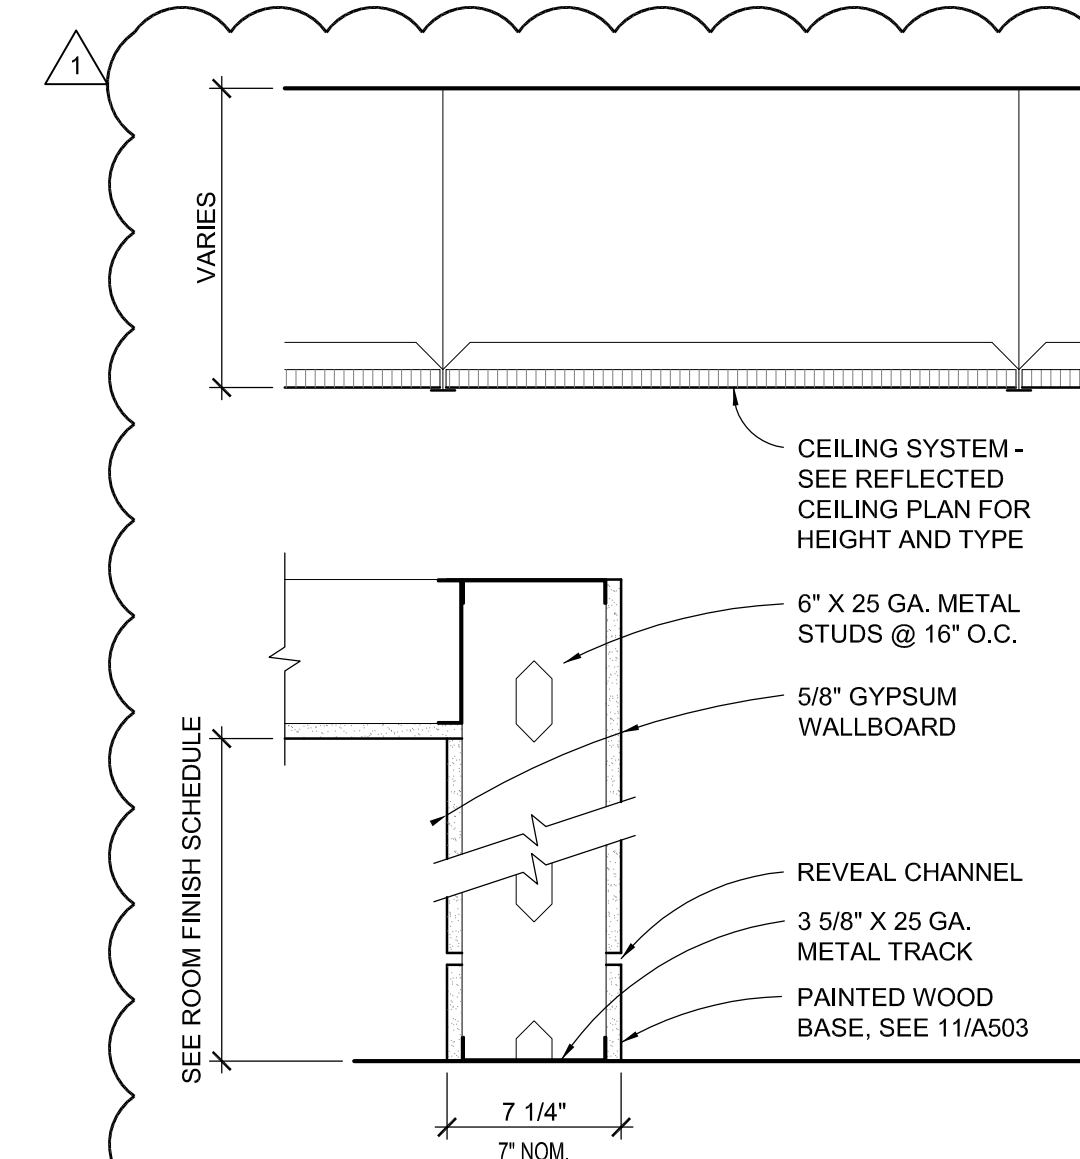 1
VARIES
CEILING SYSTEM -
SEE REFLECTED
CEILING PLAN FOR
HEIGHT AND TYPE
6" X 25 GA. METAL
STUDS @ 16" O.C.
5/8" GYPSUM
WALLBOARD
SEE ROOM FINISH SCHEDULE
REVEAL CHANNEL
3 5/8" X 25 GA.
METAL TRACK
PAINTED WOOD
BASE, SEE 11/A503
7 1/4"
7" NOM.